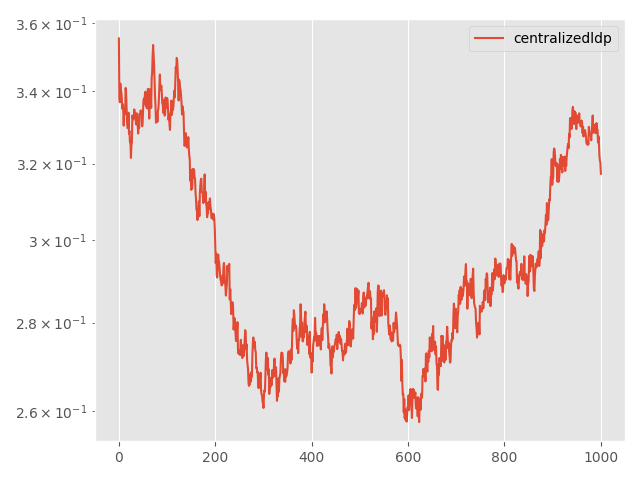 3.6 × 10⁻¹
centralizedldp
3.4 × 10⁻¹
3.2 × 10⁻¹
3 × 10⁻¹
2.8 × 10⁻¹
2.6 × 10⁻¹
0 200 400 600 800 1000